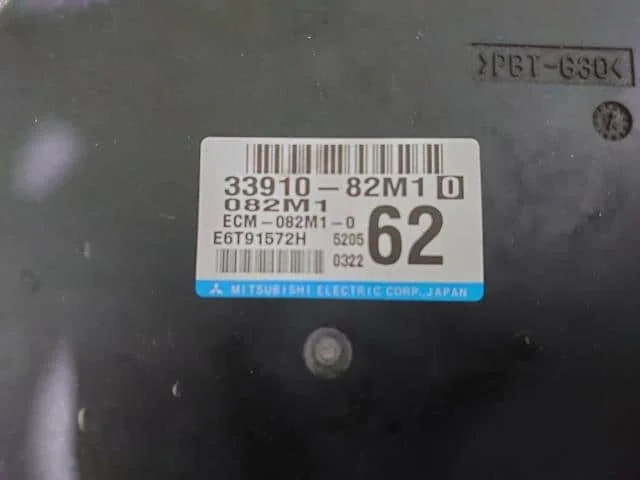 >PBT-G30<
33910-82M1 0
082M1
ECM-082M1-0
E6T91572H 5205
0322
62
MITSUBISHI ELECTRIC CORP. JAPAN